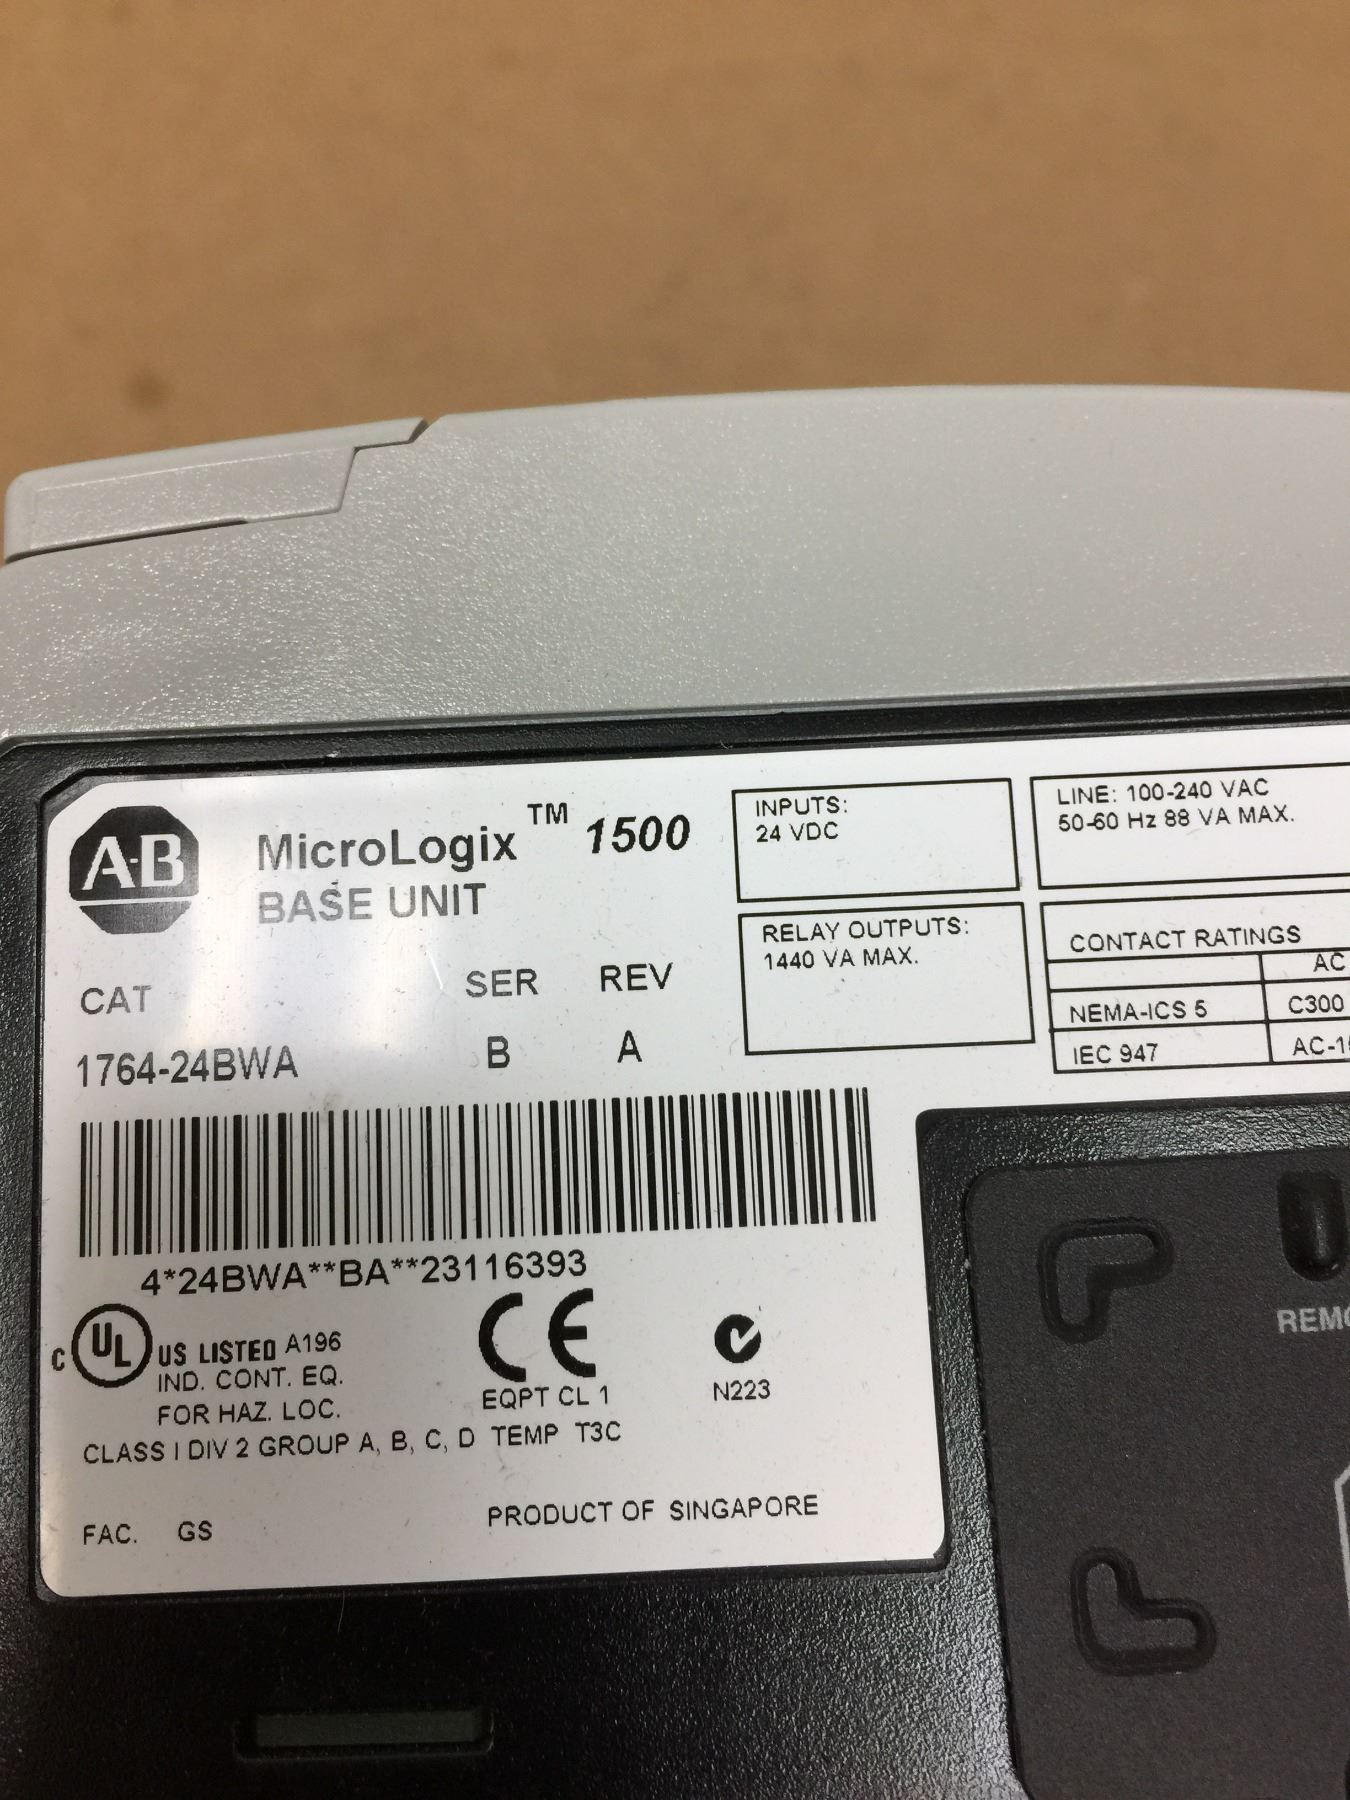 A-B
MicroLogix™ 1500
BASE UNIT
CAT SER REV
1764-24BWA B A
4*24BWA**BA**23116393
INPUTS:
24 VDC
LINE: 100-240 VAC
50-60 Hz 88 VA MAX.
RELAY OUTPUTS:
1440 VA MAX.
CONTACT RATINGS
AC
NEMA-ICS 5 C300
IEC 947 AC-15
C UL US LISTED A196
IND. CONT. EQ.
FOR HAZ. LOC.
CLASS I DIV 2 GROUP A, B, C, D TEMP T3C
CE
EQPT CL 1
N223
FAC. GS
PRODUCT OF SINGAPORE